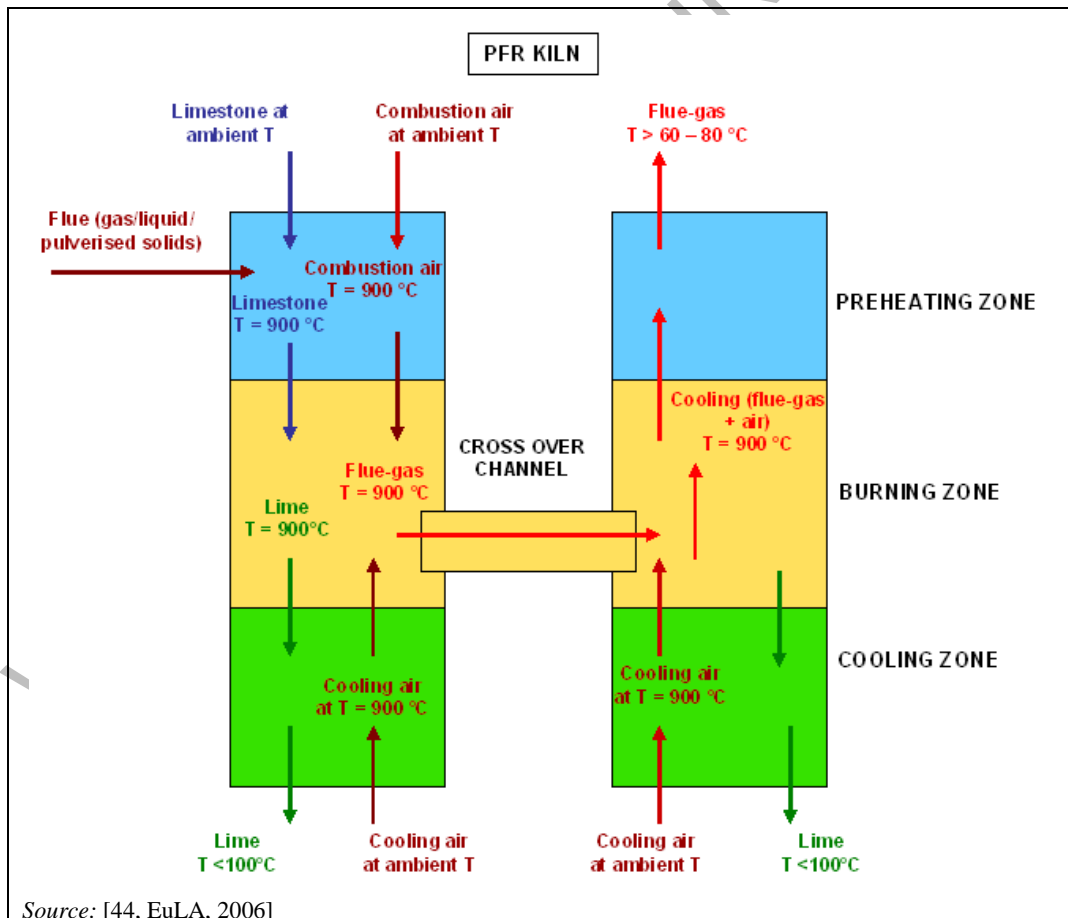 PFR KILN
Limestone at
ambient T
Combustion air
at ambient T
Flue-gas
T > 60 – 80 °C
Flue (gas/liquid/
pulverised solids)
Combustion air
T = 900 °C
Limestone
T = 900 °C
PREHEATING ZONE
Cooling (flue-gas
+ air)
T = 900 °C
CROSS OVER
CHANNEL
Flue-gas
T = 900 °C
Lime
T = 900°C
BURNING ZONE
Cooling air
at T = 900 °C
Cooling air
at T = 900 °C
COOLING ZONE
Lime
T <100°C
Cooling air
at ambient T
Cooling air
at ambient T
Lime
T <100°C
Source: [44, EuLA, 2006]